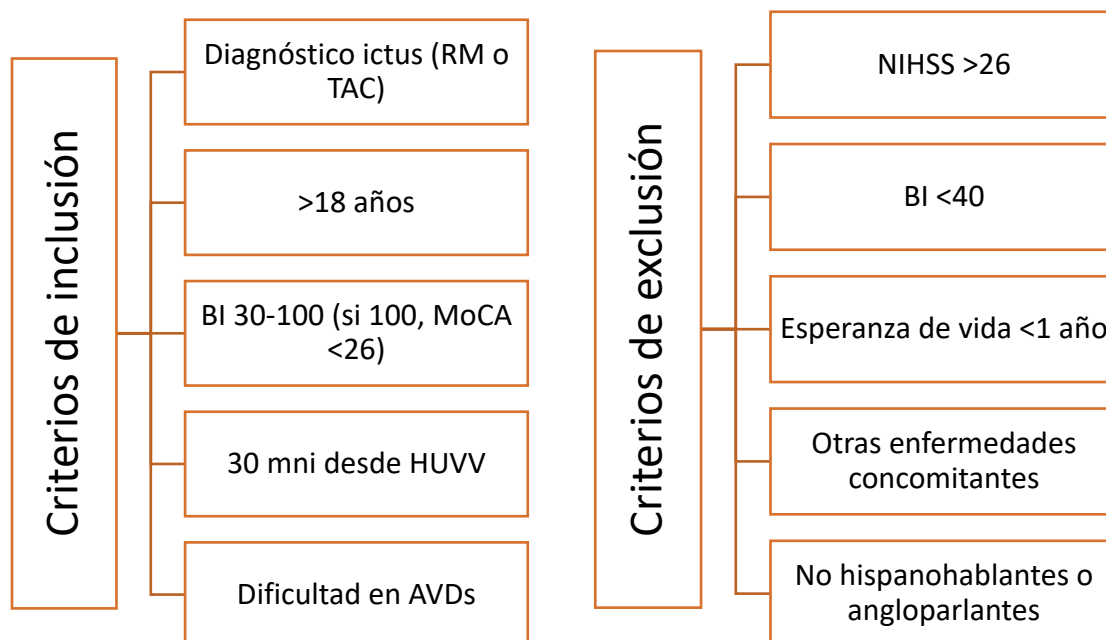 Criterios de inclusión
Diagnóstico ictus (RM o
TAC)
>18 años
BI 30-100 (si 100, MoCA
<26)
30 mni desde HUVV
Dificultad en AVDs
Criterios de exclusión
NIHSS >26
BI <40
Esperanza de vida <1 año
Otras enfermedades
concomitantes
No hispanohablantes o
angloparlantes